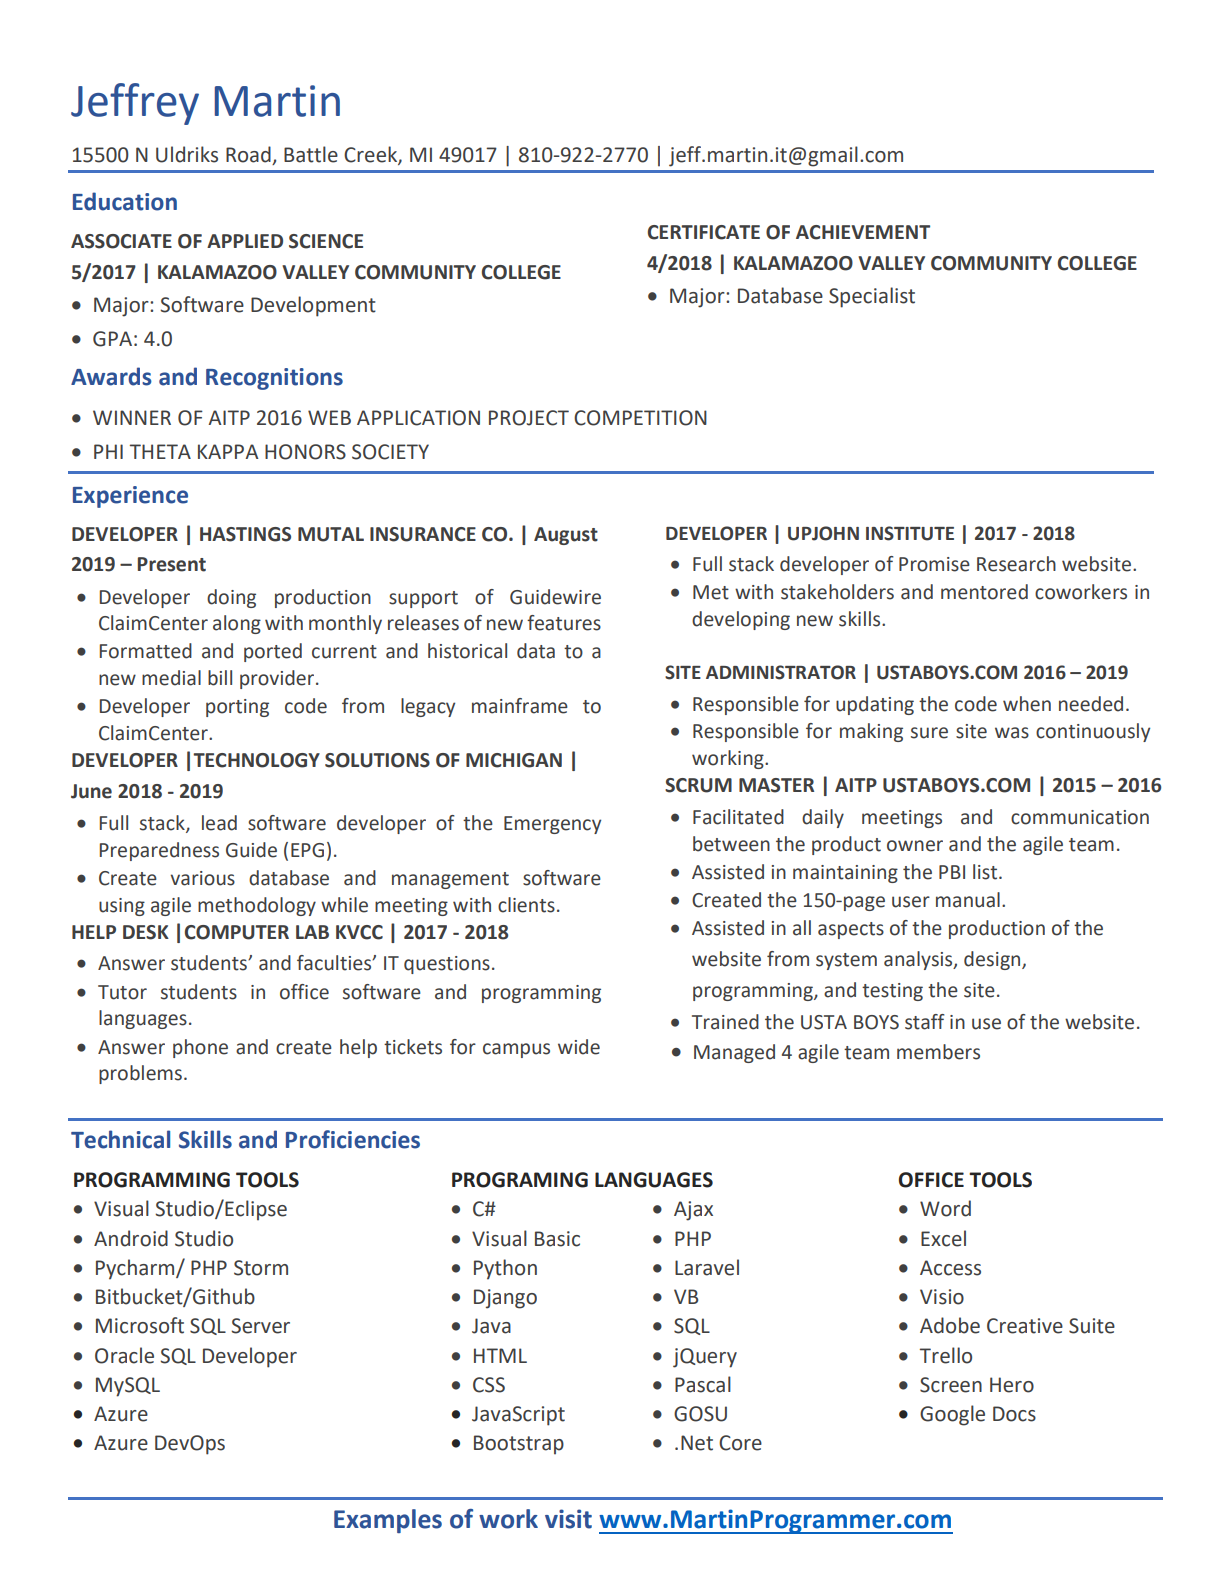 Jeffrey Martin
15500 N Uldriks Road, Battle Creek, MI 49017 | 810-922-2770 | jeff.martin.it@gmail.com
Education
ASSOCIATE OF APPLIED SCIENCE
5/2017 | KALAMAZOO VALLEY COMMUNITY COLLEGE
• Major: Software Development
• GPA: 4.0
CERTIFICATE OF ACHIEVEMENT
4/2018 | KALAMAZOO VALLEY COMMUNITY COLLEGE
• Major: Database Specialist
Awards and Recognitions
• WINNER OF AITP 2016 WEB APPLICATION PROJECT COMPETITION
• PHI THETA KAPPA HONORS SOCIETY
Experience
DEVELOPER | HASTINGS MUTAL INSURANCE CO. | August
2019 – Present
• Developer doing production support of Guidewire
ClaimCenter along with monthly releases of new features
• Formatted and ported current and historical data to a
new medial bill provider.
• Developer porting code from legacy mainframe to
ClaimCenter.
DEVELOPER |TECHNOLOGY SOLUTIONS OF MICHIGAN |
June 2018 - 2019
• Full stack, lead software developer of the Emergency
Preparedness Guide (EPG).
• Create various database and management software
using agile methodology while meeting with clients.
HELP DESK |COMPUTER LAB KVCC | 2017 - 2018
• Answer students’ and faculties’ IT questions.
• Tutor students in office software and programming
languages.
• Answer phone and create help tickets for campus wide
problems.
DEVELOPER | UPJOHN INSTITUTE | 2017 - 2018
• Full stack developer of Promise Research website.
• Met with stakeholders and mentored coworkers in
developing new skills.
SITE ADMINISTRATOR | USTABOYS.COM 2016 – 2019
• Responsible for updating the code when needed.
• Responsible for making sure site was continuously
working.
SCRUM MASTER | AITP USTABOYS.COM | 2015 – 2016
• Facilitated daily meetings and communication
between the product owner and the agile team.
• Assisted in maintaining the PBI list.
• Created the 150-page user manual.
• Assisted in all aspects of the production of the
website from system analysis, design,
programming, and testing the site.
• Trained the USTA BOYS staff in use of the website.
• Managed 4 agile team members
Technical Skills and Proficiencies
PROGRAMMING TOOLS
• Visual Studio/Eclipse
• Android Studio
• Pycharm/ PHP Storm
• Bitbucket/Github
• Microsoft SQL Server
• Oracle SQL Developer
• MySQL
• Azure
• Azure DevOps
PROGRAMING LANGUAGES
• C#
• Visual Basic
• Python
• Django
• Java
• HTML
• CSS
• JavaScript
• Bootstrap
• Ajax
• PHP
• Laravel
• VB
• SQL
• jQuery
• Pascal
• GOSU
• .Net Core
OFFICE TOOLS
• Word
• Excel
• Access
• Visio
• Adobe Creative Suite
• Trello
• Screen Hero
• Google Docs
Examples of work visit www.MartinProgrammer.com